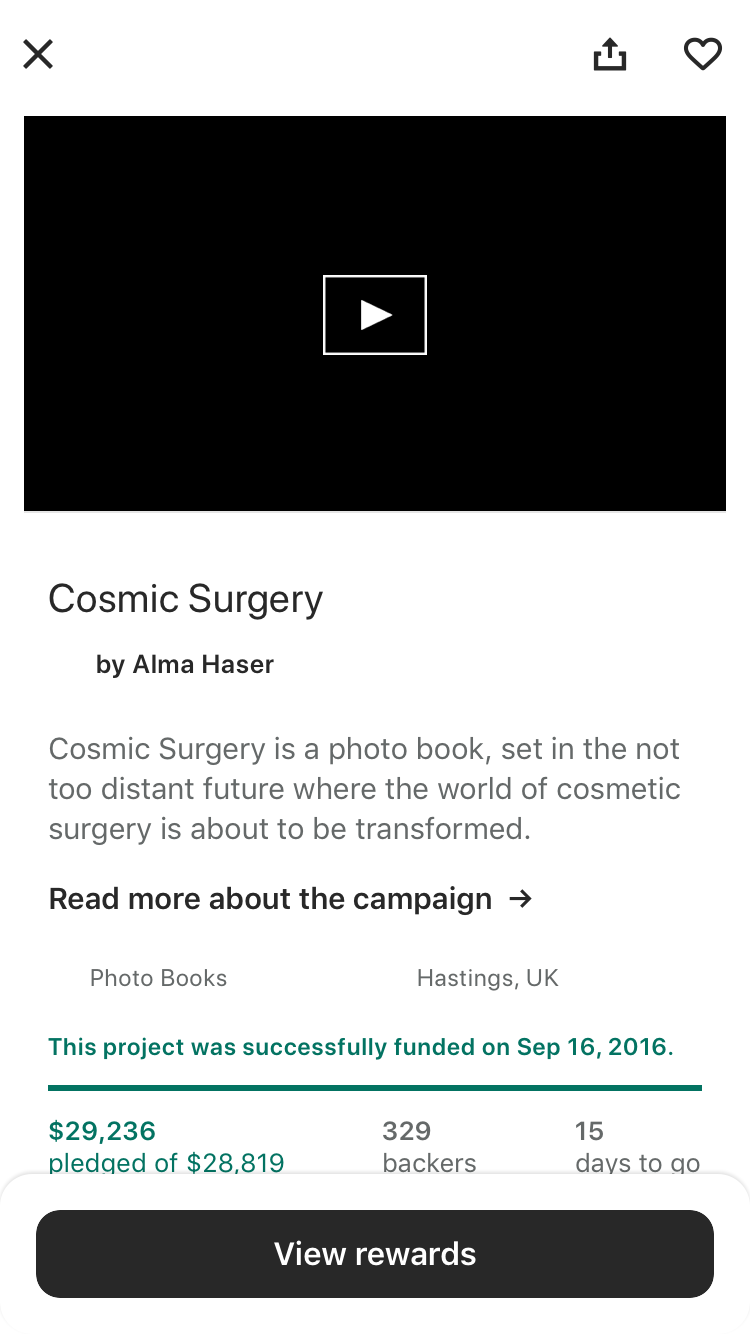 Cosmic Surgery
by Alma Haser
Cosmic Surgery is a photo book, set in the not
too distant future where the world of cosmetic
surgery is about to be transformed.
Read more about the campaign →
Photo Books
Hastings, UK
This project was successfully funded on Sep 16, 2016.
$29,236
pledged of $28,819
329
backers
15
days to go
View rewards